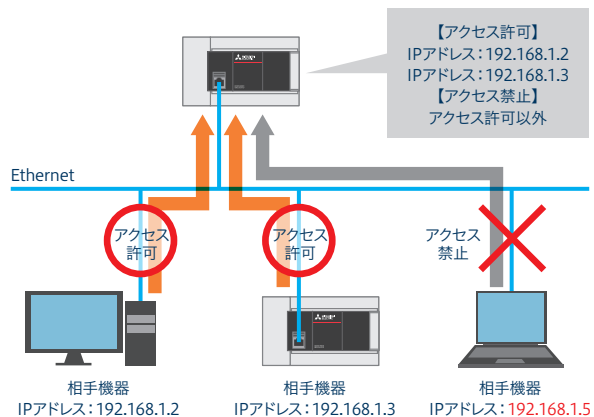 【アクセス許可】
IPアドレス：192.168.1.2
IPアドレス：192.168.1.3
【アクセス禁止】
アクセス許可以外
Ethernet
アクセス
許可
アクセス
許可
アクセス
禁止
相手機器
IPアドレス：192.168.1.2
相手機器
IPアドレス：192.168.1.3
相手機器
IPアドレス：192.168.1.5